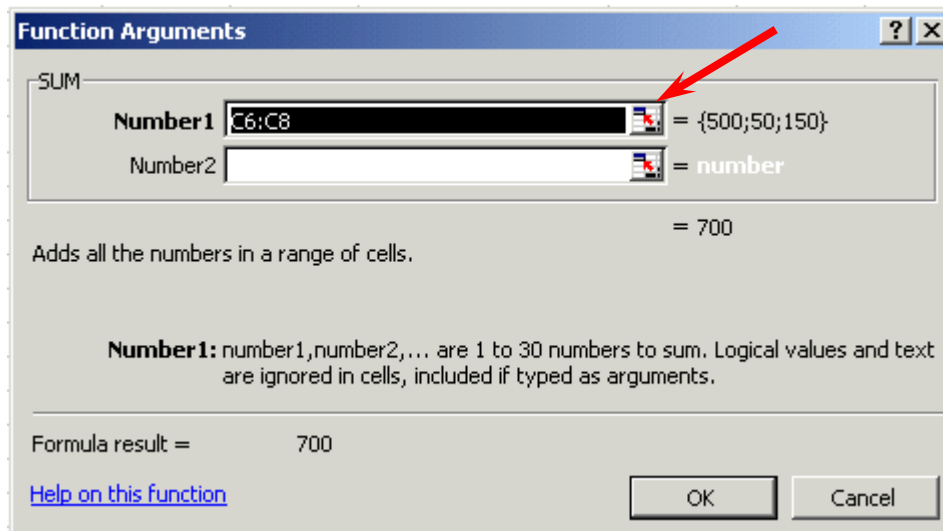 Function Arguments
SUM
Number1 C6:C8 = {500;50;150}
Number2 = number
= 700
Adds all the numbers in a range of cells.
Number1: number1,number2,... are 1 to 30 numbers to sum. Logical values and text
are ignored in cells, included if typed as arguments.
Formula result = 700
Help on this function OK Cancel